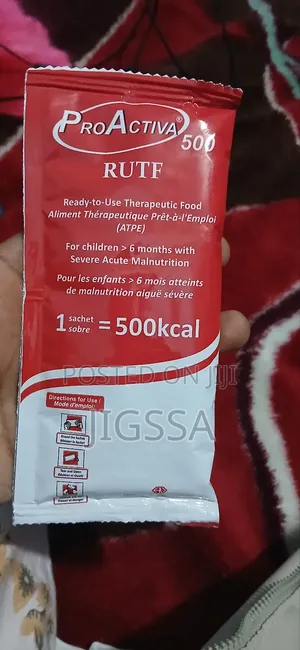 PROACTIVA® 500
RUTF
Ready-to-Use Therapeutic Food
Aliment Thérapeutique Prêt-à-l'Emploi
(ATPE)
For children > 6 months with
Severe Acute Malnutrition
Pour les enfants > 6 mois atteints
de malnutrition aiguë sévère
1 sachet
sobre = 500kcal
POSTED ON JIJI
JIGSSA
Directions for Use /
Mode d'emploi: